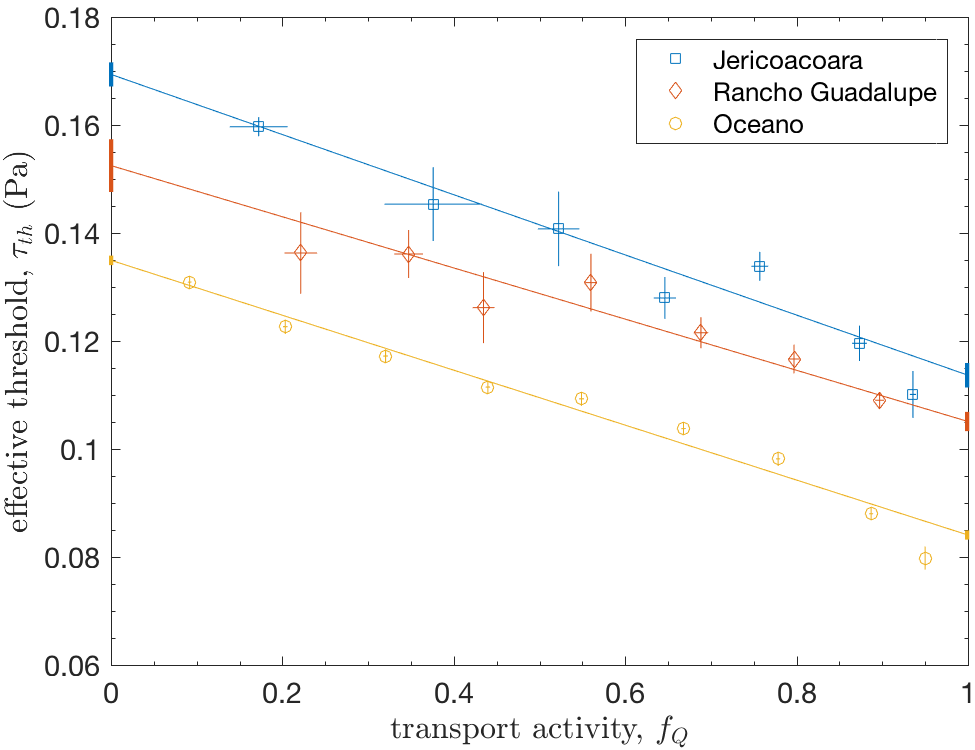 0.18
0.16
0.14
0.12
0.1
0.08
0.06
effective threshold, τth (Pa)
Jericoacoara
Rancho Guadalupe
Oceano
0 0.2 0.4 0.6 0.8 1
transport activity, fQ